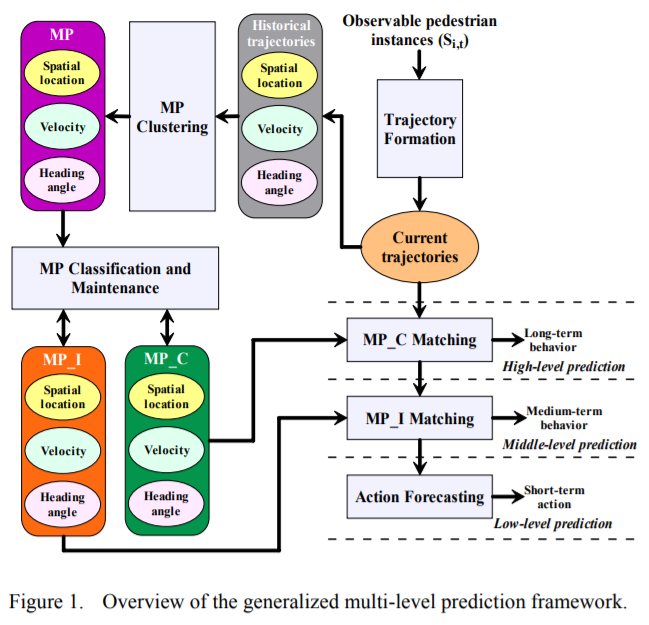 MP
Spatial
location
Velocity
Heading
angle
MP
Clustering
Historical
trajectories
Spatial
location
Velocity
Heading
angle
Observable pedestrian
instances (Si,t)
Trajectory
Formation
Current
trajectories
MP Classification and
Maintenance
MP_I
Spatial
location
Velocity
Heading
angle
MP_C
Spatial
location
Velocity
Heading
angle
MP_C Matching
Long-term
behavior
High-level prediction
MP_I Matching
Medium-term
behavior
Middle-level prediction
Action Forecasting
Short-term
action
Low-level prediction
Figure 1. Overview of the generalized multi-level prediction framework.